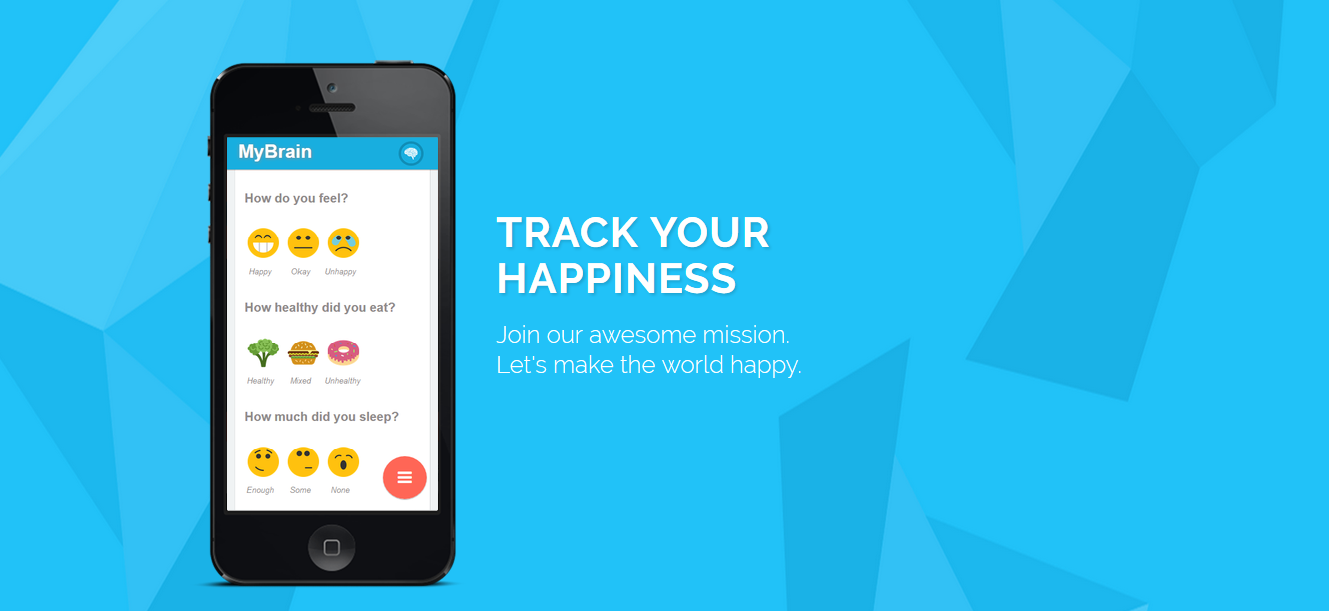 MyBrain
How do you feel?
Happy Okay Unhappy
How healthy did you eat?
Healthy Mixed Unhealthy
How much did you sleep?
Enough Some None
TRACK YOUR
HAPPINESS
Join our awesome mission.
Let's make the world happy.